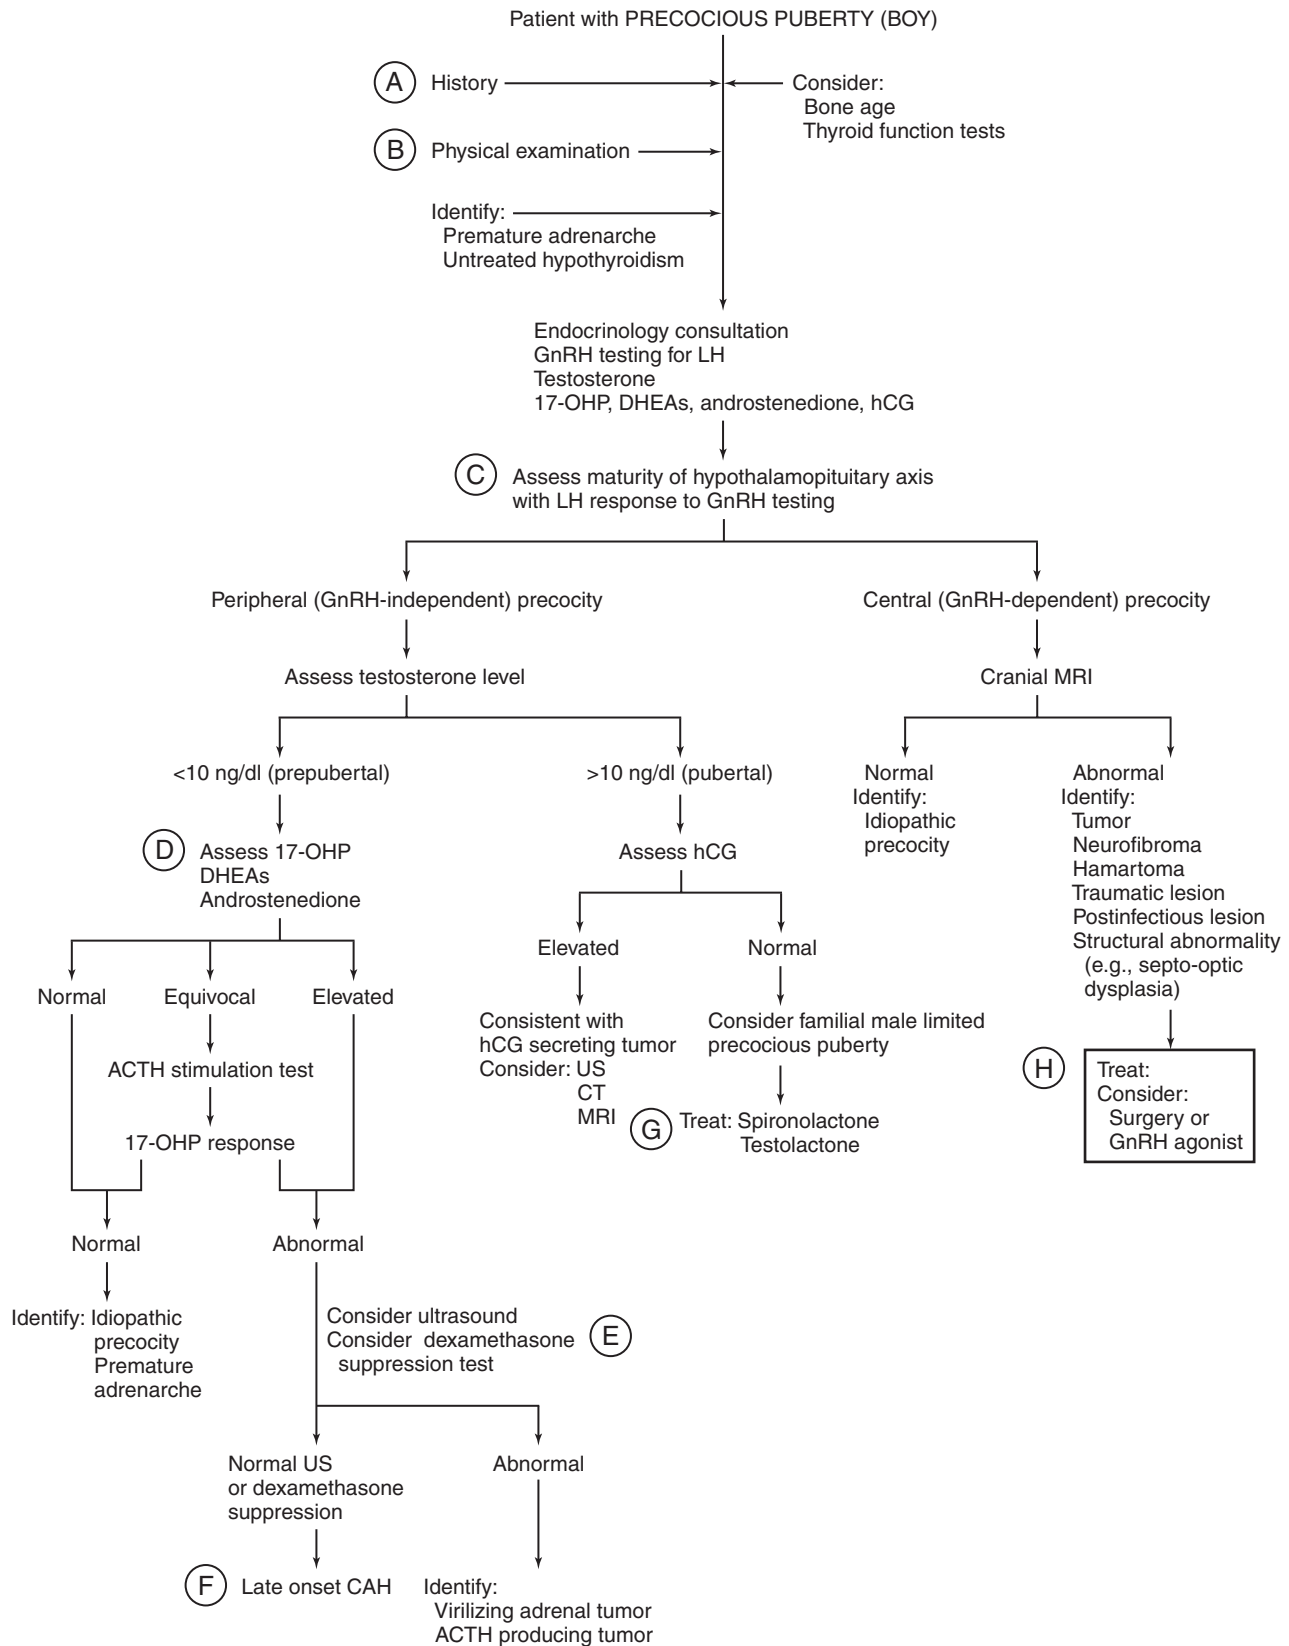 Patient with PRECOCIOUS PUBERTY (BOY)
A
History
Consider:
Bone age
Thyroid function tests
B
Physical examination
Identify:
Premature adrenarche
Untreated hypothyroidism
Endocrinology consultation
GnRH testing for LH
Testosterone
17-OHP, DHEAs, androstenedione, hCG
C
Assess maturity of hypothalamopituitary axis
with LH response to GnRH testing
Peripheral (GnRH-independent) precocity
Central (GnRH-dependent) precocity
Assess testosterone level
Cranial MRI
<10 ng/dl (prepubertal)
>10 ng/dl (pubertal)
Normal
Identify:
Idiopathic
precocity
Abnormal
Identify:
Tumor
Neurofibroma
Hamartoma
Traumatic lesion
Postinfectious lesion
Structural abnormality
(e.g., septo-optic
dysplasia)
D
Assess 17-OHP
DHEAs
Androstenedione
Assess hCG
Elevated
Normal
Normal
Equivocal
Elevated
Consistent with
hCG secreting tumor
Consider: US
CT
MRI
Consider familial male limited
precocious puberty
G
Treat: Spironolactone
Testolactone
H
Treat:
Consider:
Surgery or
GnRH agonist
ACTH stimulation test
17-OHP response
Normal
Abnormal
Identify: Idiopathic
precocity
Premature
adrenarche
Consider ultrasound
Consider dexamethasone
suppression test
E
Normal US
or dexamethasone
suppression
Abnormal
F
Late onset CAH
Identify:
Virilizing adrenal tumor
ACTH producing tumor